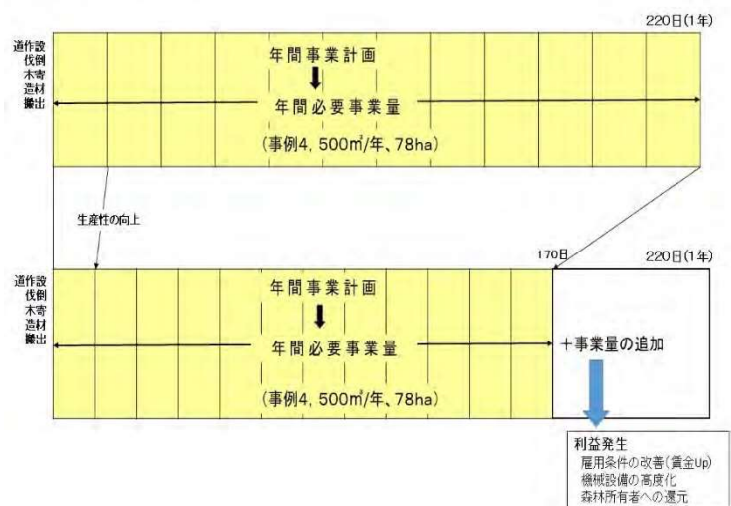 220日(1年)
道作設
伐倒
木寄
造材
搬出
年間事業計画
年間必要事業量
(事例4,500㎥/年、78ha)
生産性の向上
170日
220日(1年)
道作設
伐倒
木寄
造材
搬出
年間事業計画
年間必要事業量
(事例4,500㎥/年、78ha)
+事業量の追加
利益発生
雇用条件の改善(賃金Up)
機械設備の高度化
森林所有者への還元